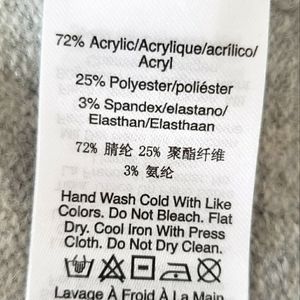 72% Acrylic/Acrylique/acrílico/
Acryl
25% Polyester/poliéster
3% Spandex/elastano/
Elasthan/Elasthaan
72% 腈纶 25% 聚酯纤维
3% 氨纶
Hand Wash Cold With Like
Colors. Do Not Bleach. Flat
Dry. Cool Iron With Press
Cloth. Do Not Dry Clean.
Lavage À Froid À La Main